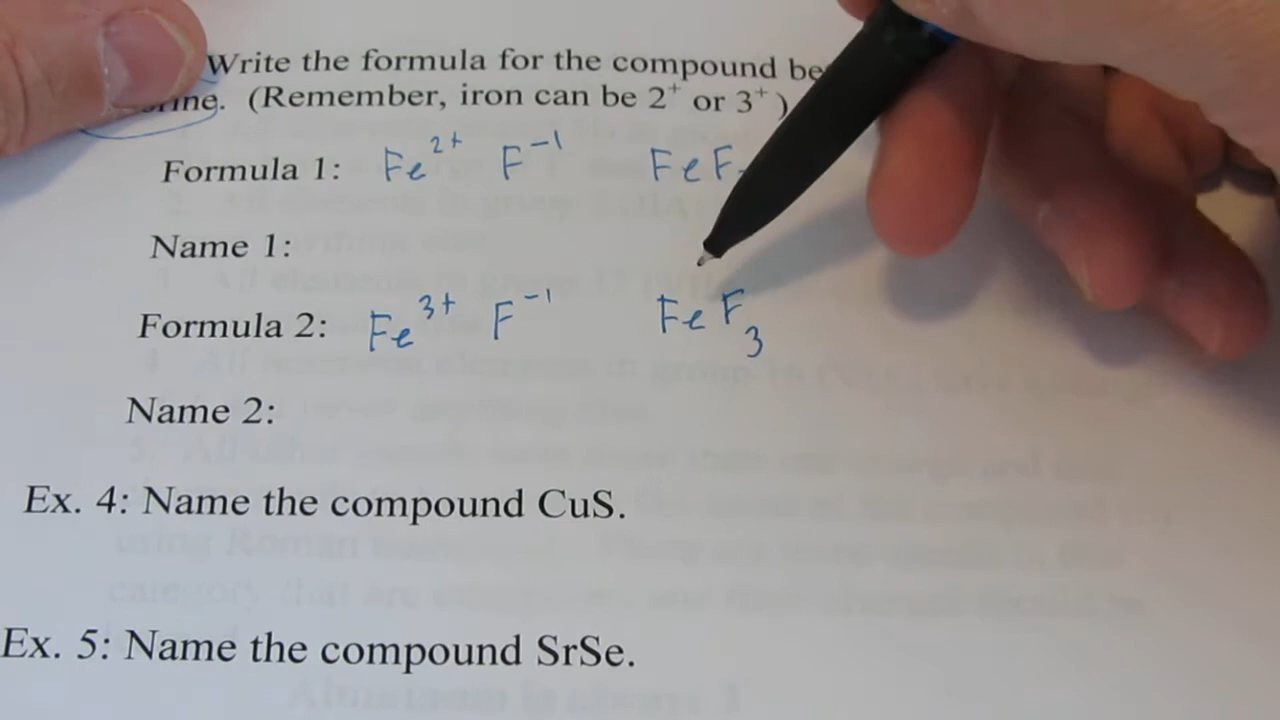 Write the formula for the compound
(Remember, iron can be 2⁺ or 3⁺)
Formula 1: Fe²⁺ F⁻¹ FeF
Name 1:
Formula 2: Fe³⁺ F⁻¹ FeF₃
Name 2:
Ex. 4: Name the compound CuS.
Ex. 5: Name the compound SrSe.